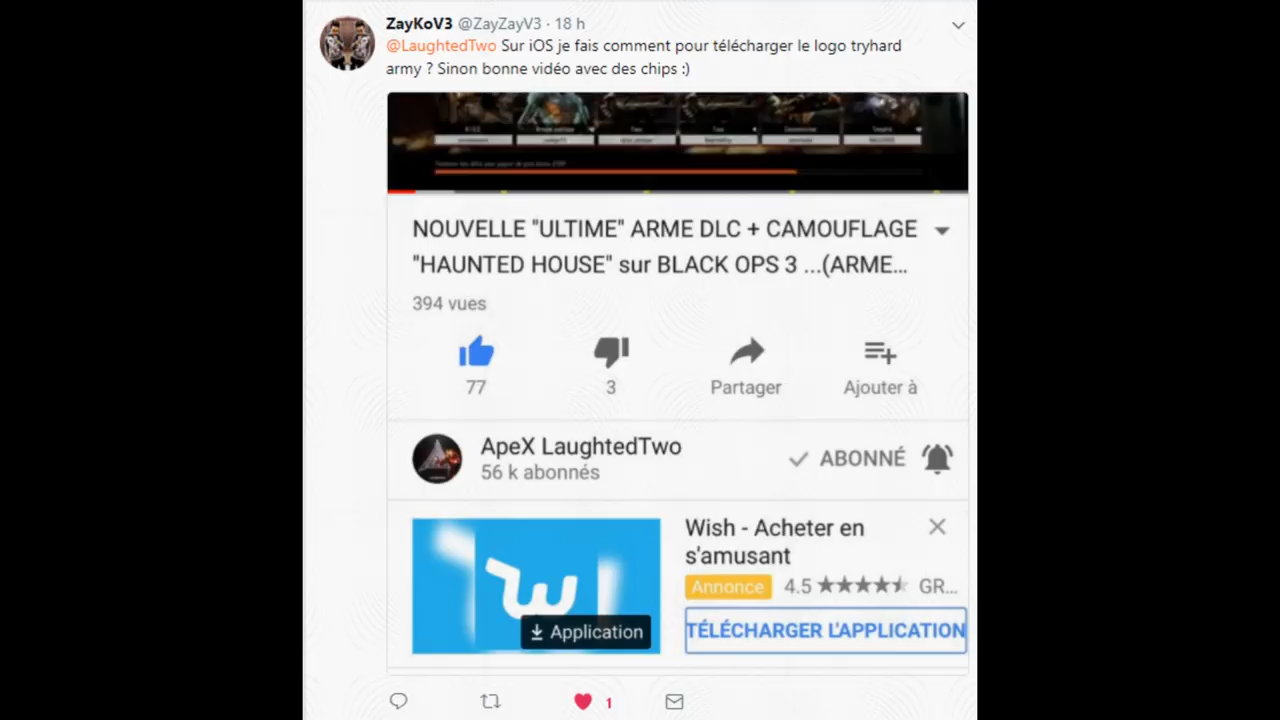 ZayKoV3 @ZayZayV3 · 18 h
@LaughtedTwo Sur iOS je fais comment pour télécharger le logo tryhard
army ? Sinon bonne vidéo avec des chips :)
NOUVELLE "ULTIME" ARME DLC + CAMOUFLAGE
"HAUNTED HOUSE" sur BLACK OPS 3 ...(ARME...
394 vues
77
3
Partager
Ajouter à
ApeX LaughtedTwo
ABONNÉ
56 k abonnés
Wish - Acheter en
s'amusant
Annonce 4.5 GR...
Application
TÉLÉCHARGER L'APPLICATION
1